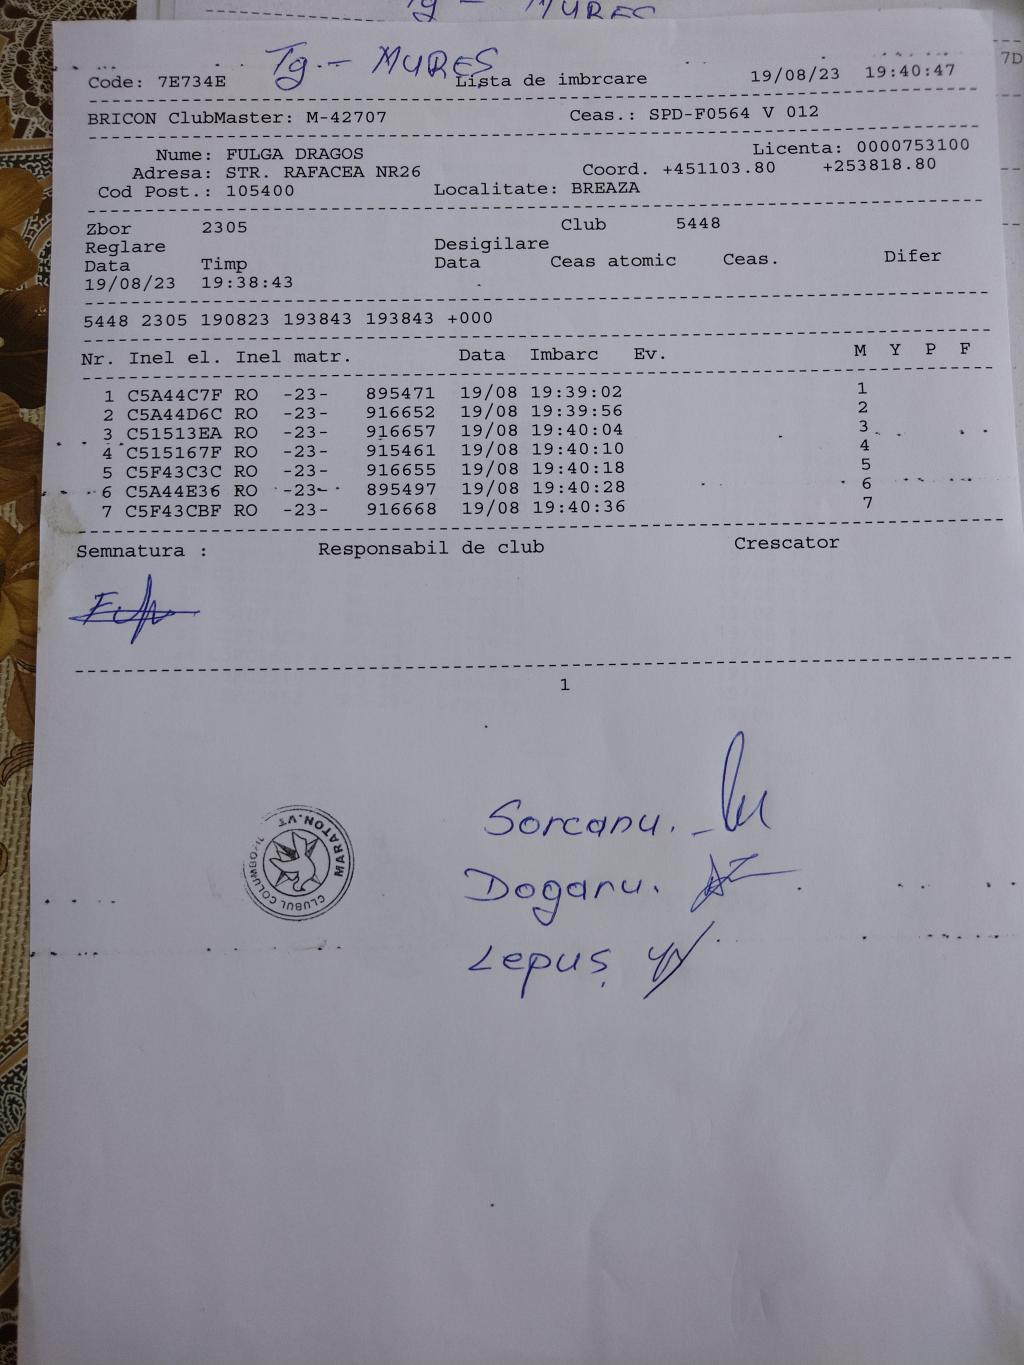 Tg - MURES
7D
Tg - MURES
Code: 7E734E Lista de imbrcare 19/08/23 19:40:47
BRICON ClubMaster: M-42707 Ceas.: SPD-F0564 V 012
Nume: FULGA DRAGOS Licenta: 0000753100
Adresa: STR. RAFACEA NR26 Coord. +451103.80 +253818.80
Cod Post.: 105400 Localitate: BREAZA
Zbor 2305 Club 5448
Reglare Desigilare
Data Timp Data Ceas atomic Ceas. Difer
19/08/23 19:38:43
5448 2305 190823 193843 193843 +000
Nr. Inel el. Inel matr. Data Imbarc Ev. M Y P F
1 C5A44C7F RO -23- 895471 19/08 19:39:02 1
2 C5A44D6C RO -23- 916652 19/08 19:39:56 2
3 C51513EA RO -23- 916657 19/08 19:40:04 3
4 C515167F RO -23- 915461 19/08 19:40:10 4
5 C5F43C3C RO -23- 916655 19/08 19:40:18 5
6 C5A44E36 RO -23- 895497 19/08 19:40:28 6
7 C5F43CBF RO -23- 916668 19/08 19:40:36 7
Semnatura : Responsabil de club Crescator
1
Sorcanu.
Doganu.
Lepuș
CLUBUL COLUMBOFIL MARATON.VT